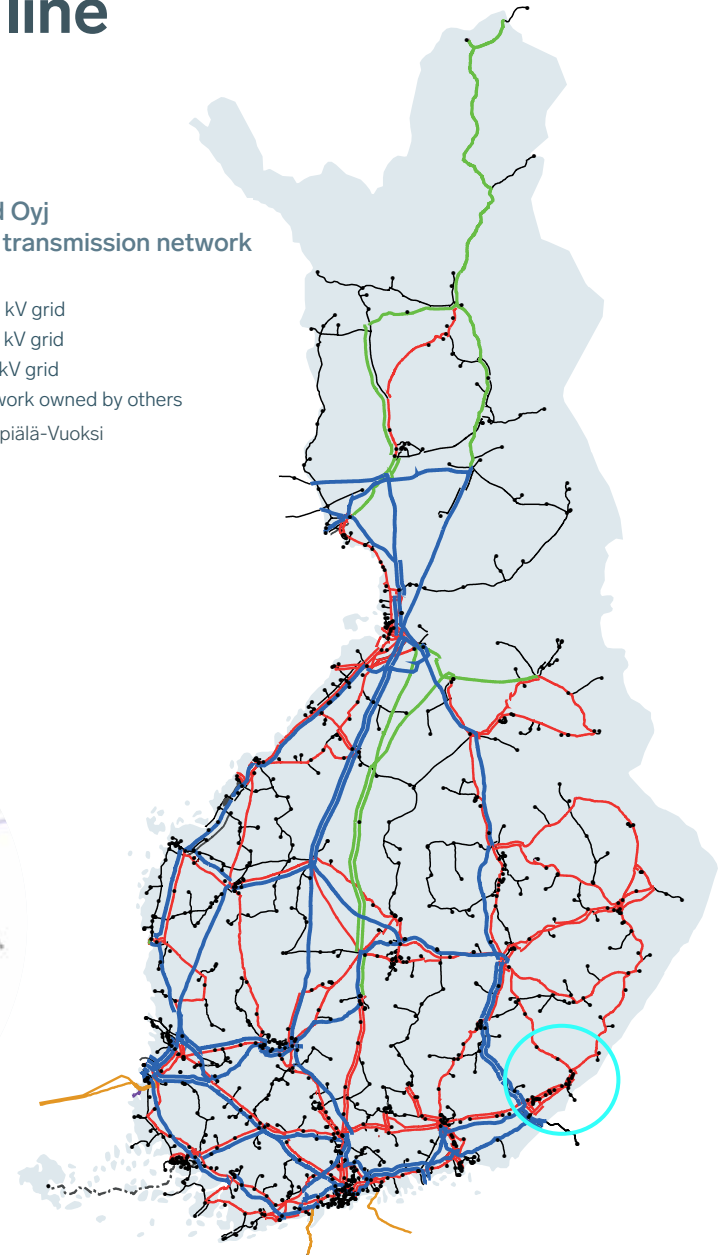 line
d Oyj
transmission network
kV grid
kV grid
kV grid
work owned by others
piälä-Vuoksi